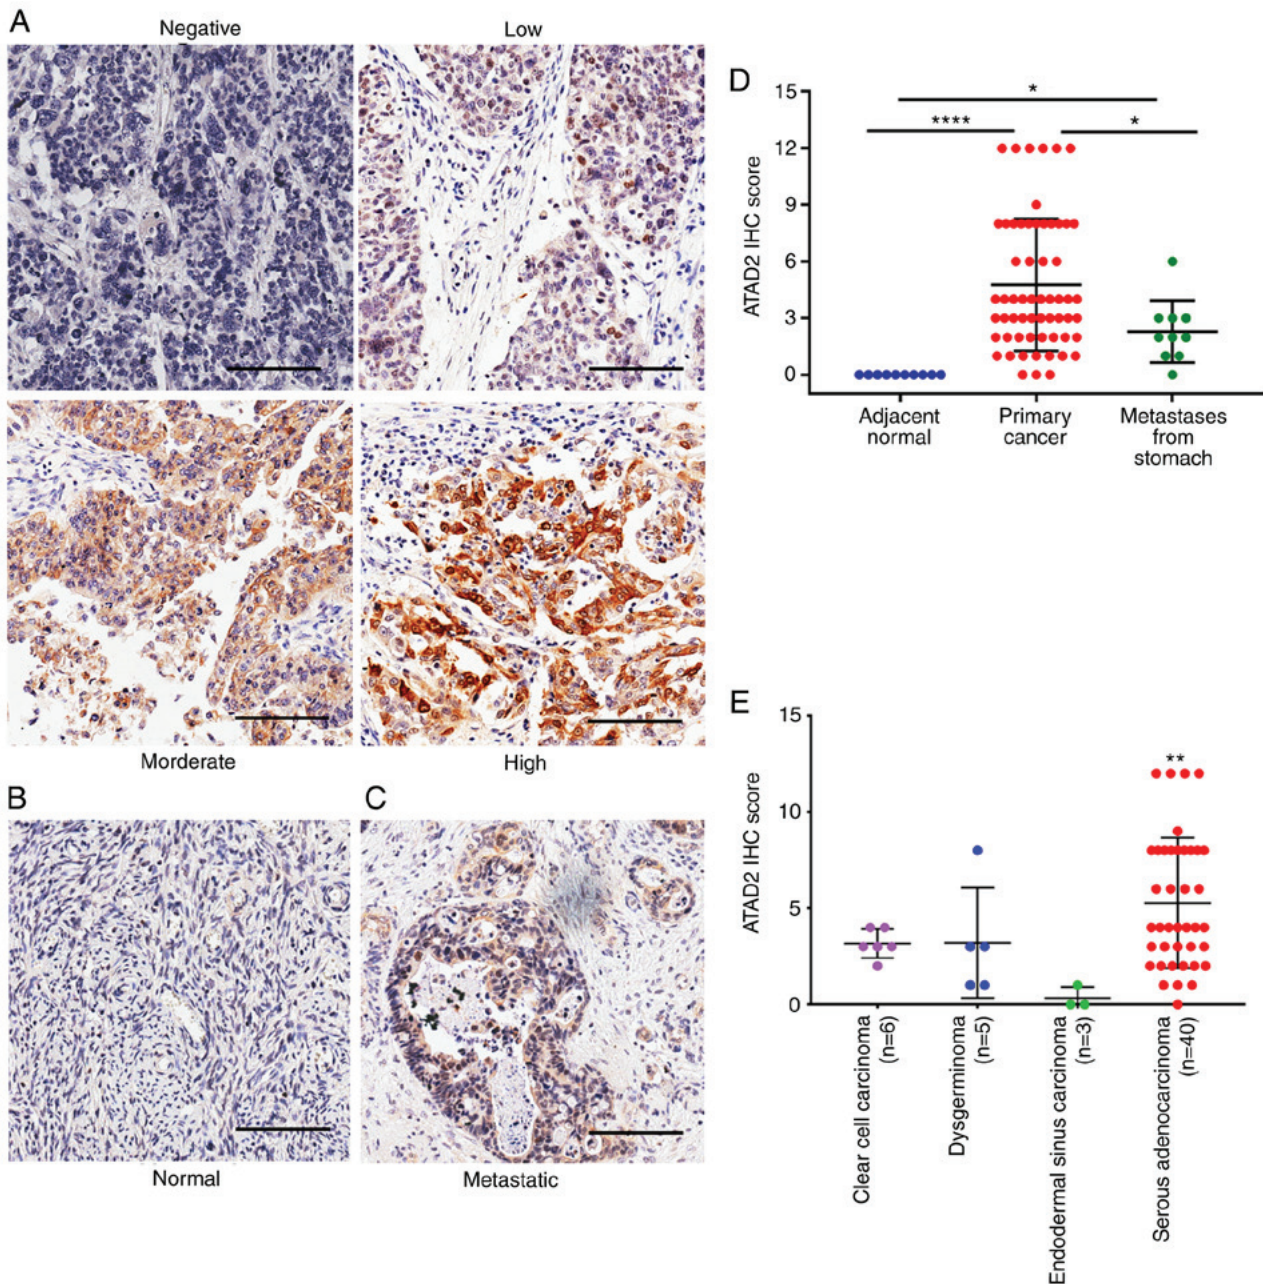 A
Negative
Low
Morderate
High
B
Normal
C
Metastatic
D
ATAD2 IHC score
15
12
9
6
3
0
*
****
*
Adjacent
normal
Primary
cancer
Metastases
from
stomach
E
ATAD2 IHC score
15
10
5
0
**
Clear cell carcinoma
(n=6)
Dysgerminoma
(n=5)
Endodermal sinus carcinoma
(n=3)
Serous adenocarcinoma
(n=40)